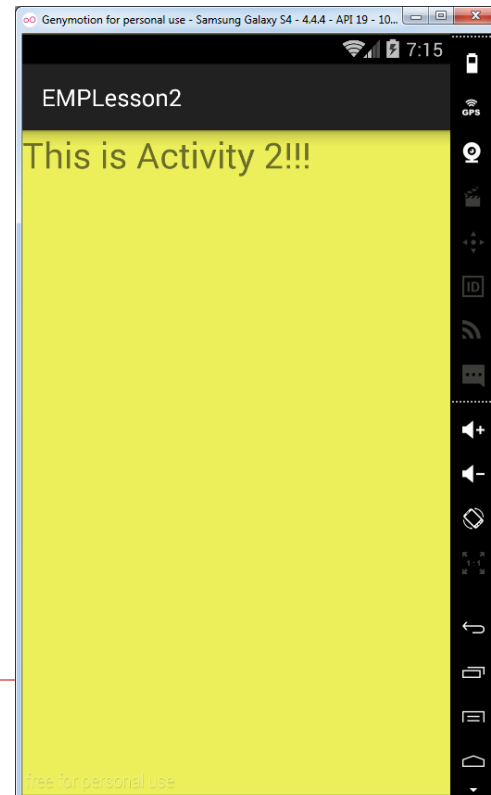 Genymotion for personal use - Samsung Galaxy S4 - 4.4.4 - API 19 - 10...
7:15
EMPLesson2
GPS
This is Activity 2!!!
ID
1:1
free for personal use